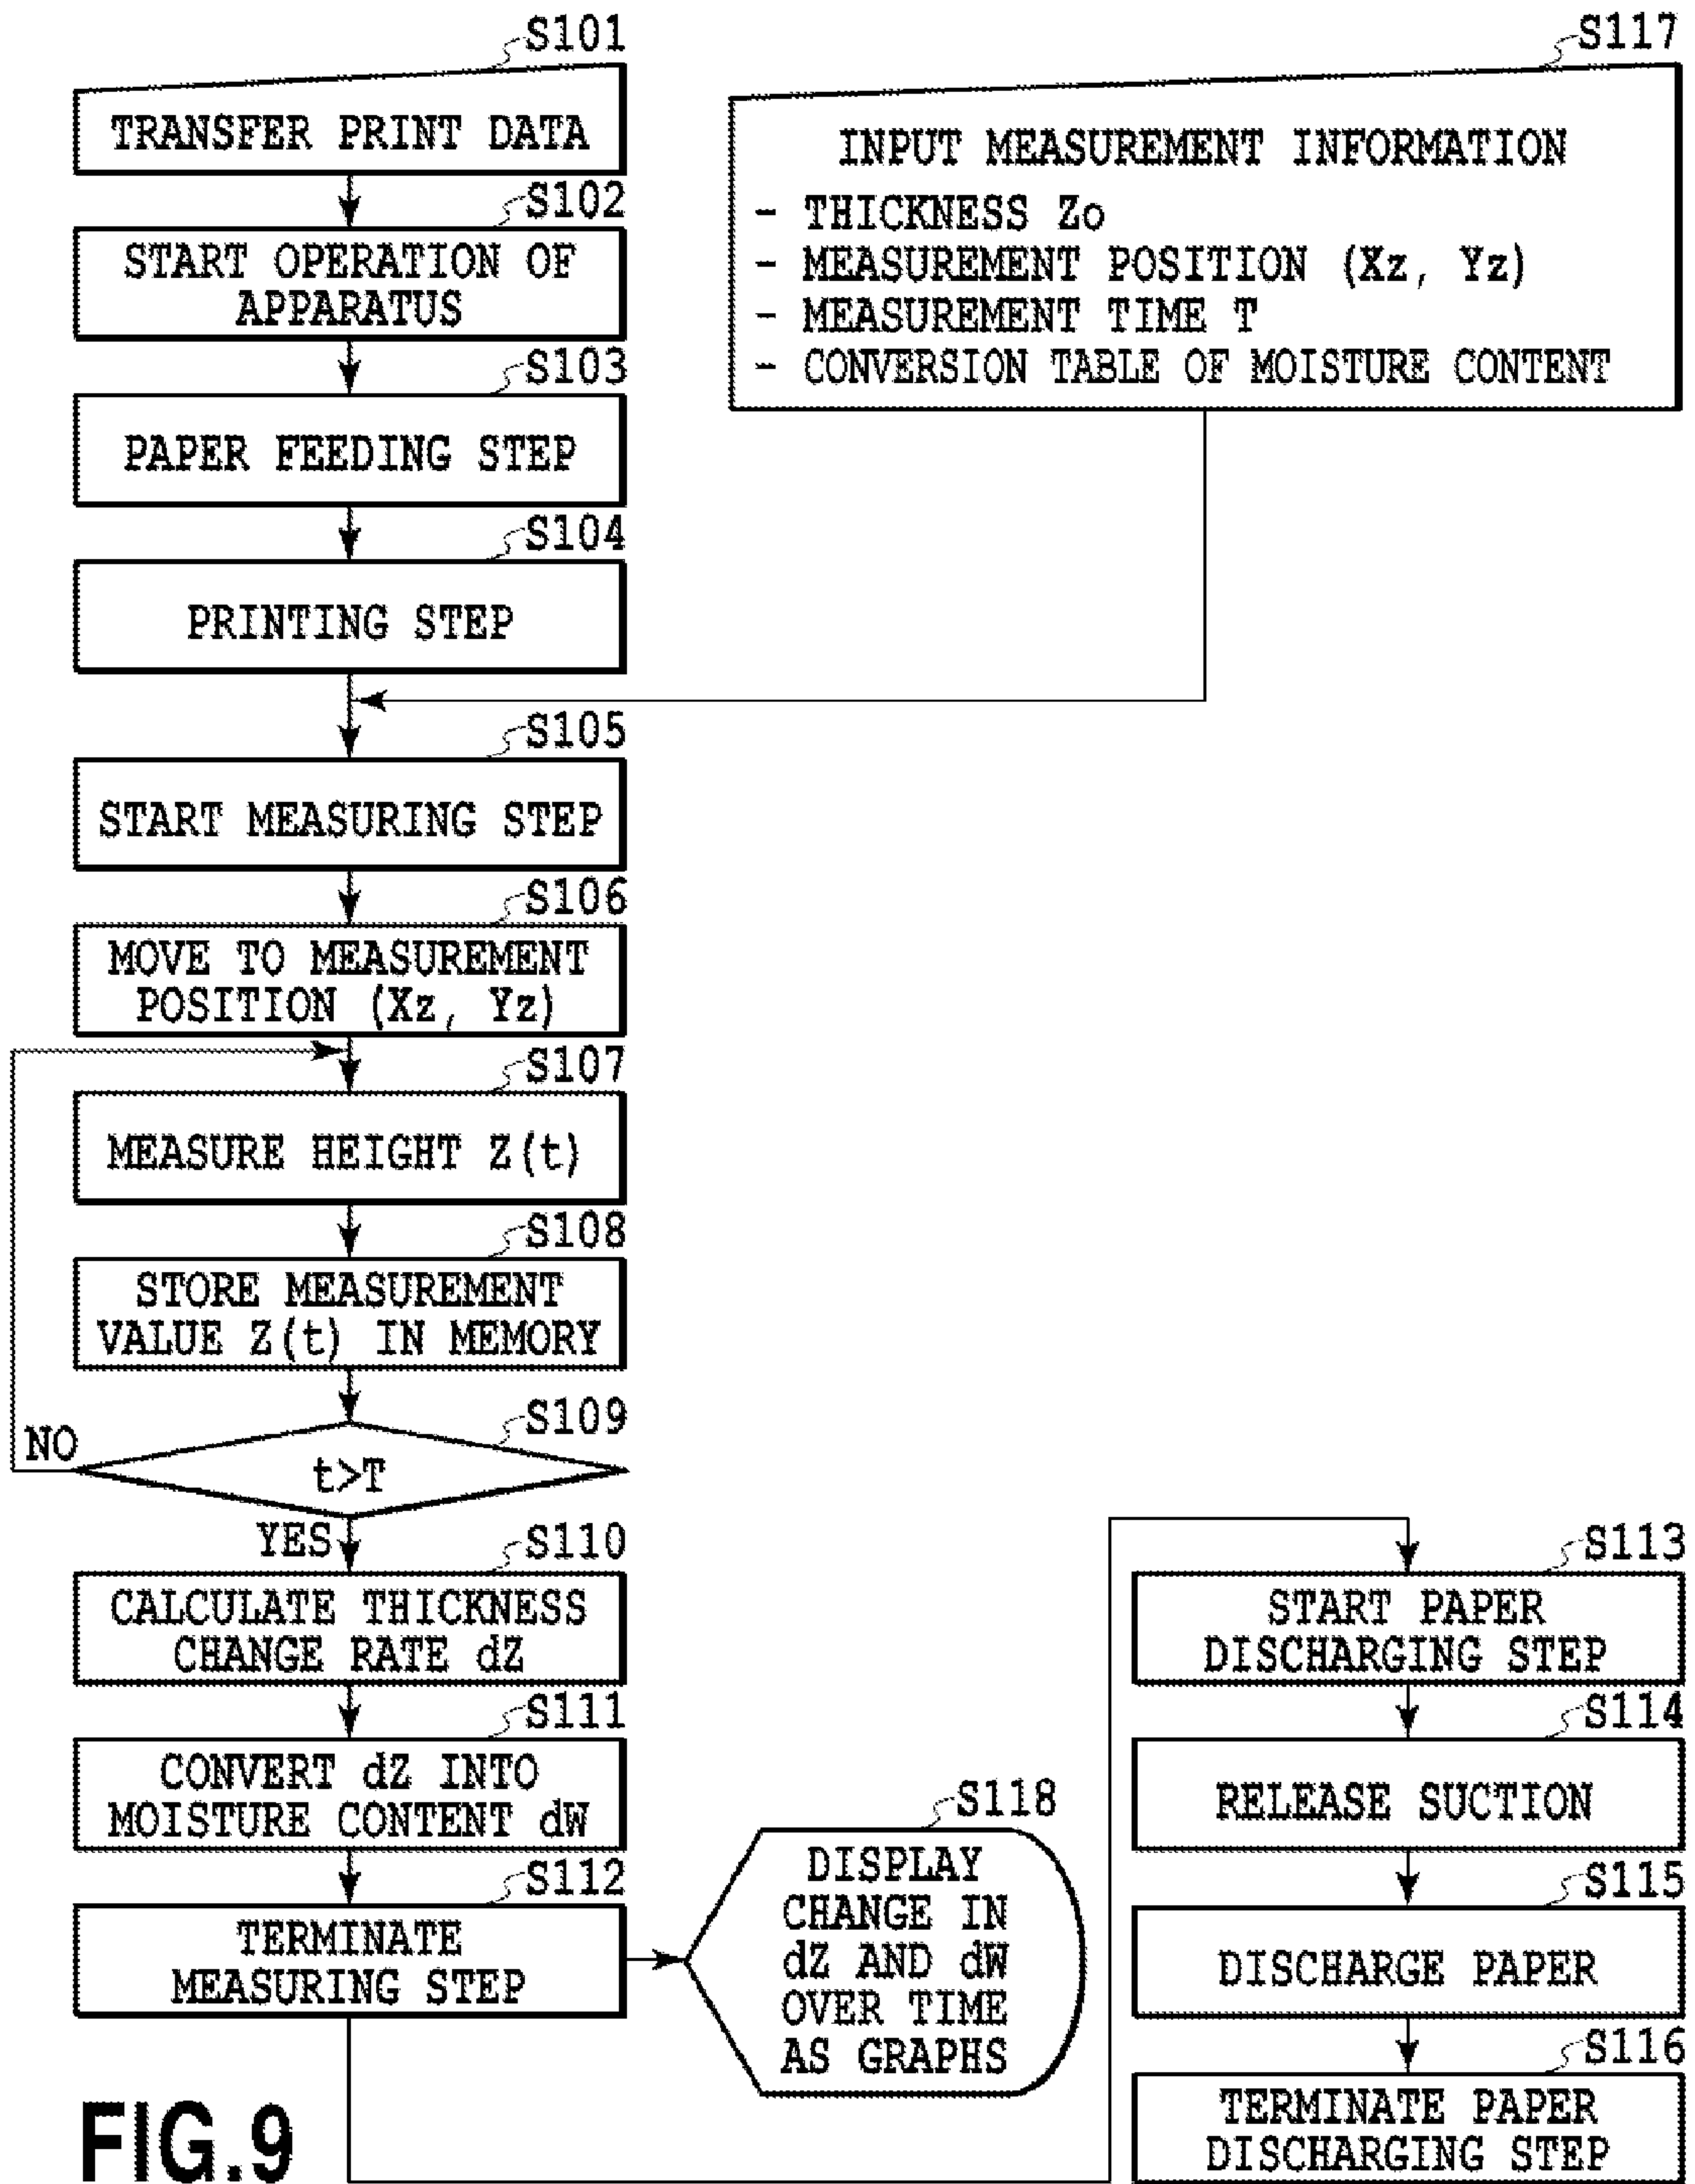 S101
TRANSFER PRINT DATA
S102
START OPERATION OF
APPARATUS
S103
PAPER FEEDING STEP
S104
PRINTING STEP
S117
INPUT MEASUREMENT INFORMATION
- THICKNESS Zo
- MEASUREMENT POSITION (Xz, Yz)
- MEASUREMENT TIME T
- CONVERSION TABLE OF MOISTURE CONTENT
S105
START MEASURING STEP
S106
MOVE TO MEASUREMENT
POSITION (Xz, Yz)
S107
MEASURE HEIGHT Z(t)
S108
STORE MEASUREMENT
VALUE Z(t) IN MEMORY
S109
NO
t>T
YES
S110
CALCULATE THICKNESS
CHANGE RATE dZ
S111
CONVERT dZ INTO
MOISTURE CONTENT dW
S112
TERMINATE
MEASURING STEP
S118
DISPLAY
CHANGE IN
dZ AND dW
OVER TIME
AS GRAPHS
S113
START PAPER
DISCHARGING STEP
S114
RELEASE SUCTION
S115
DISCHARGE PAPER
S116
TERMINATE PAPER
DISCHARGING STEP
FIG.9